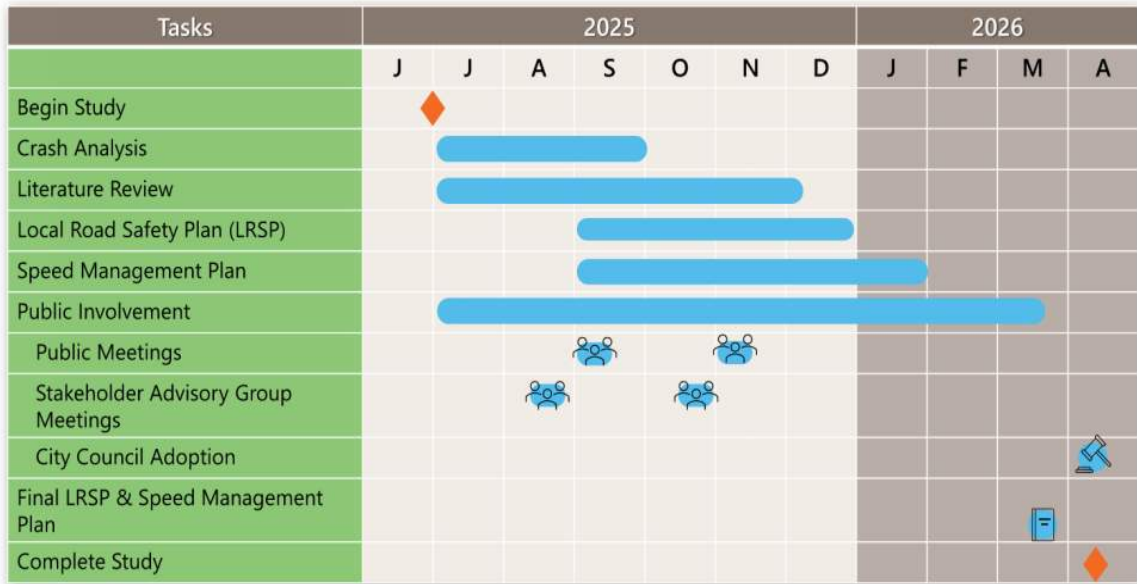 Tasks 2025 2026
J J A S O N D J F M A
Begin Study
Crash Analysis
Literature Review
Local Road Safety Plan (LRSP)
Speed Management Plan
Public Involvement
Public Meetings
Stakeholder Advisory Group
Meetings
City Council Adoption
Final LRSP & Speed Management
Plan
Complete Study